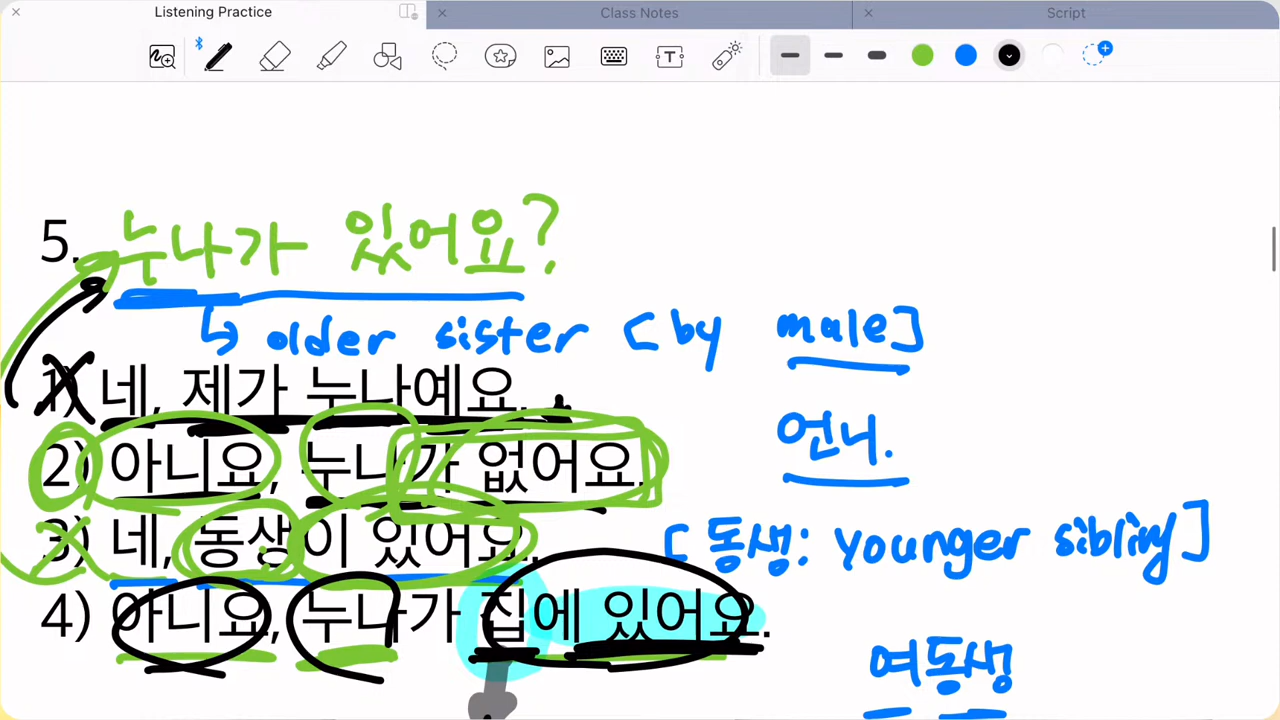 Listening Practice
Class Notes
Script
T
5. 누나가 있어요?
older sister [by male]
1) 네, 제가 누나예요.
언니.
2) 아니요, 누나가 없어요.
3) 네, 동생이 있어요.
[동생: younger sibling]
4) 아니요, 누나가 집에 있어요.
여동생